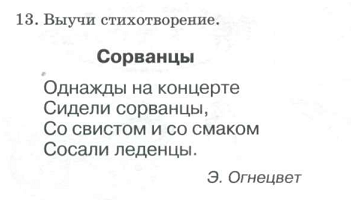 13. Выучи стихотворение.
Сорванцы
Однажды на концерте
Сидели сорванцы,
Со свистом и со смаком
Сосали леденцы.
Э. Огнецвет